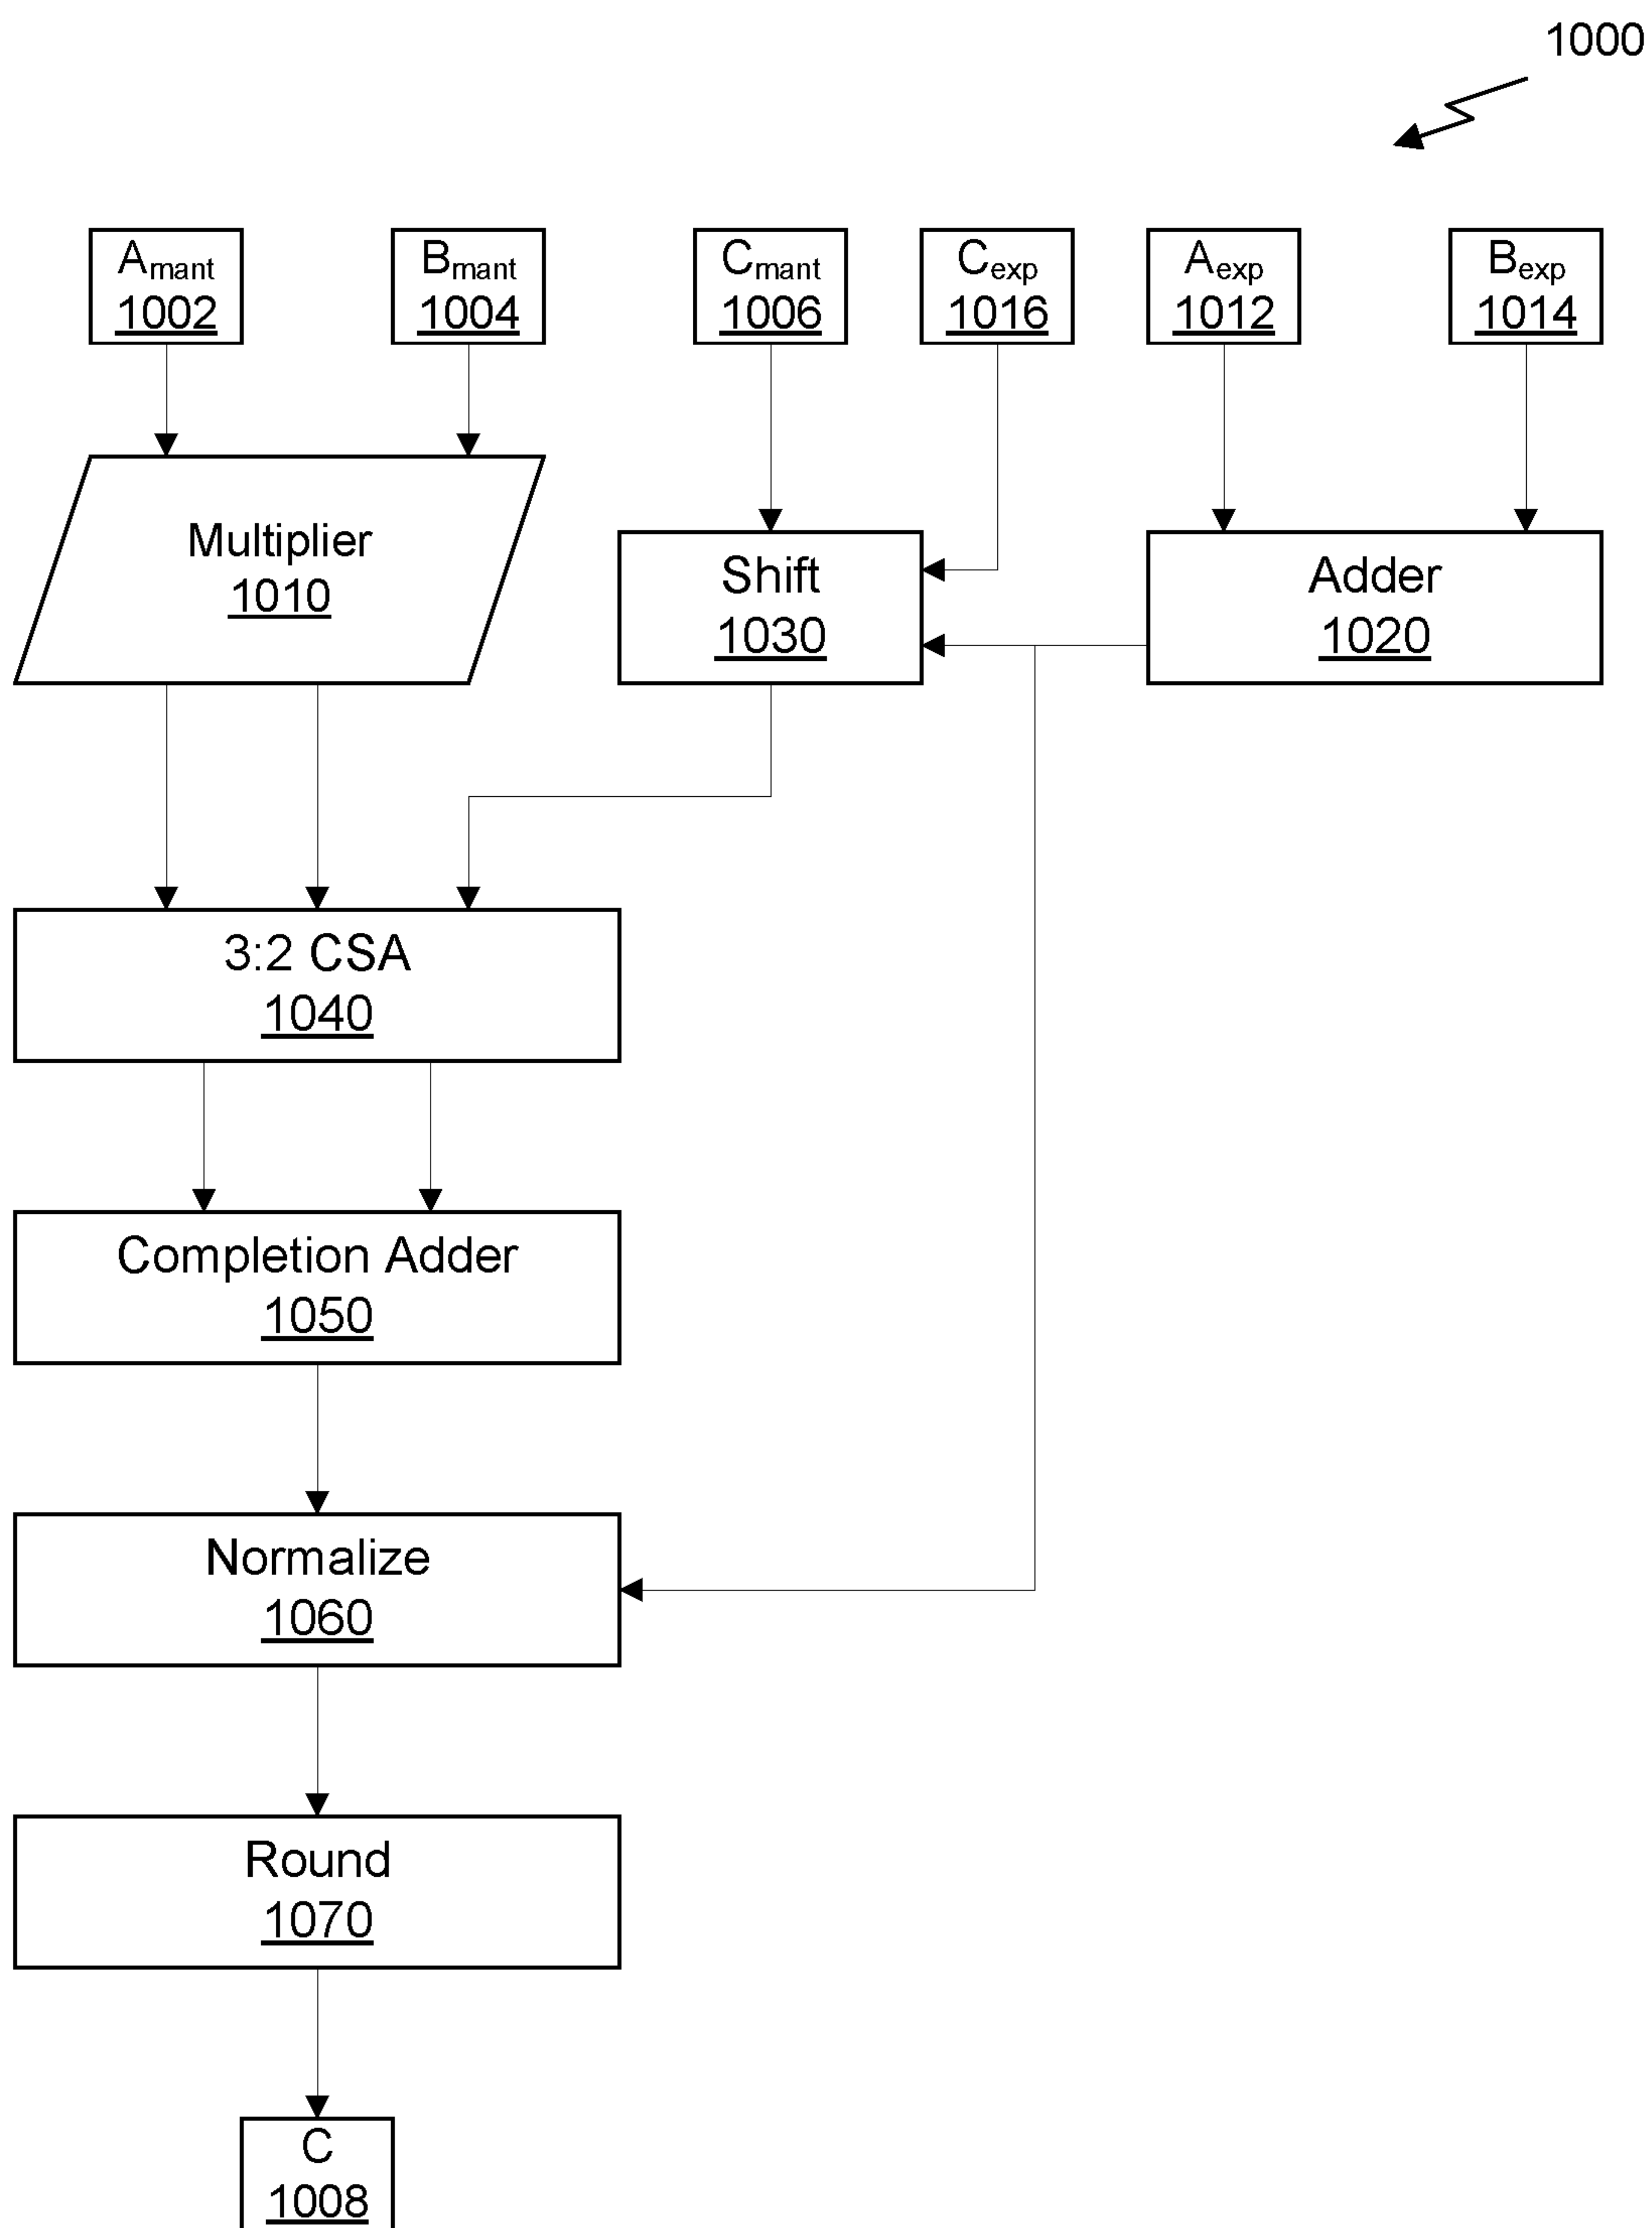 1000
Amant
1002
Bmant
1004
Cmant
1006
Cexp
1016
Aexp
1012
Bexp
1014
Multiplier
1010
Shift
1030
Adder
1020
3:2 CSA
1040
Completion Adder
1050
Normalize
1060
Round
1070
C
1008